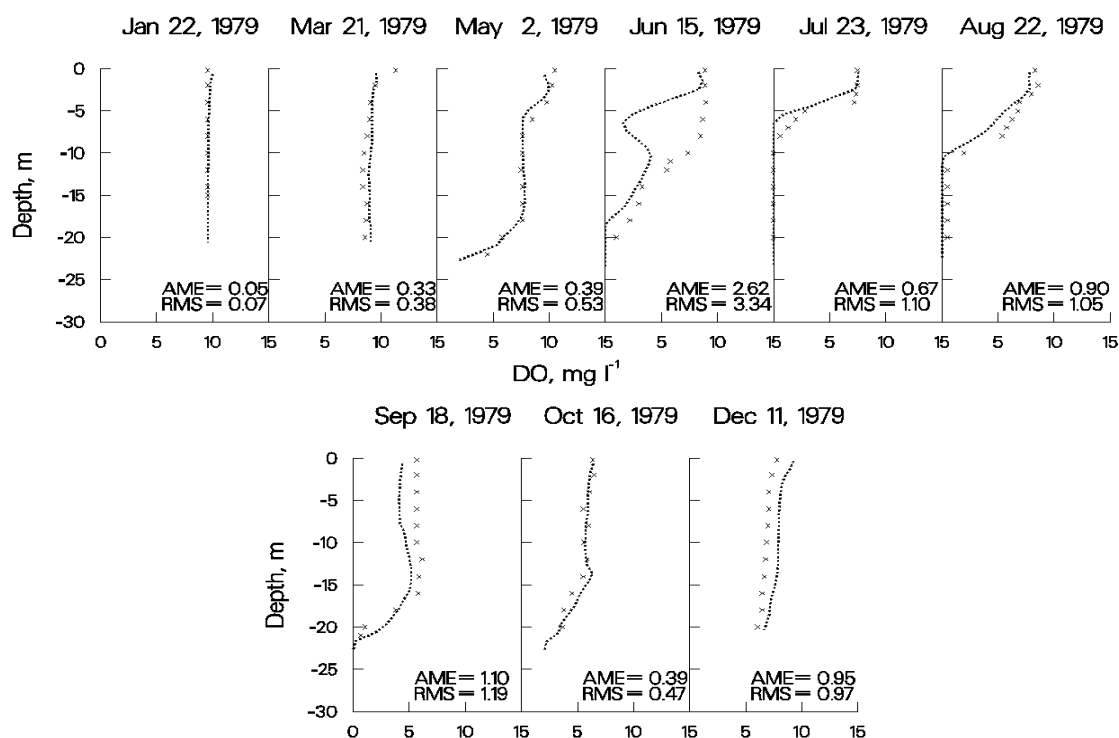 Jan 22, 1979 Mar 21, 1979 May 2, 1979 Jun 15, 1979 Jul 23, 1979 Aug 22, 1979
0
-5
-10
-15
-20
-25
-30
Depth, m
AME= 0.05 AME= 0.33 AME= 0.39 AME= 2.62 AME= 0.67 AME= 0.90
RMS= 0.07 RMS= 0.38 RMS= 0.53 RMS= 3.34 RMS= 1.10 RMS= 1.05
0 5 10 15 5 10 15 5 10 15 5 10 15 5 10 15 5 10 15
DO, mg l-1
Sep 18, 1979 Oct 16, 1979 Dec 11, 1979
0
-5
-10
-15
-20
-25
-30
Depth, m
AME= 1.10 AME= 0.39 AME= 0.95
RMS= 1.19 RMS= 0.47 RMS= 0.97
0 5 10 15 5 10 15 5 10 15